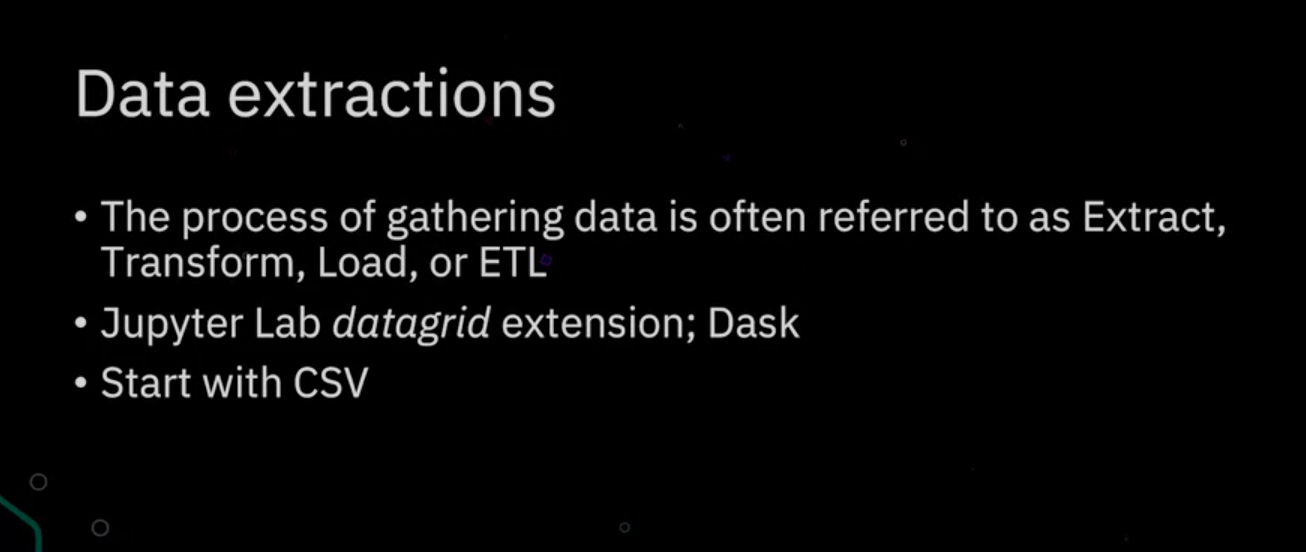 Data extractions
• The process of gathering data is often referred to as Extract,
Transform, Load, or ETL
• Jupyter Lab datagrid extension; Dask
• Start with CSV